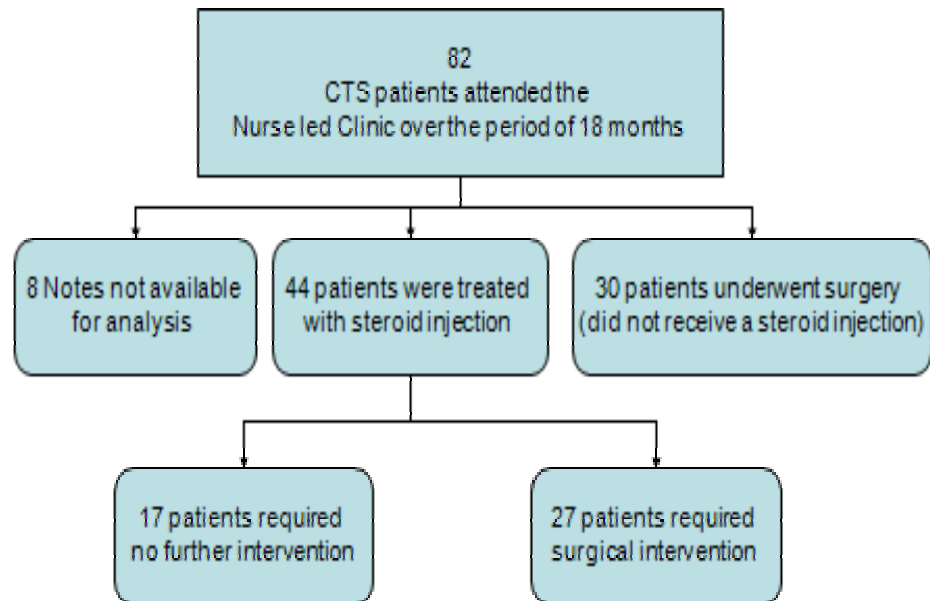 82
CTS patients attended the
Nurse led Clinic over the period of 18 months
8 Notes not available
for analysis
44 patients were treated
with steroid injection
30 patients underwent surgery
(did not receive a steroid injection)
17 patients required
no further intervention
27 patients required
surgical intervention